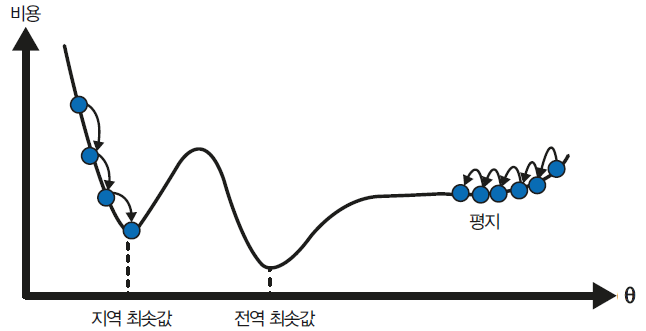 비용
평지
θ
지역 최솟값
전역 최솟값